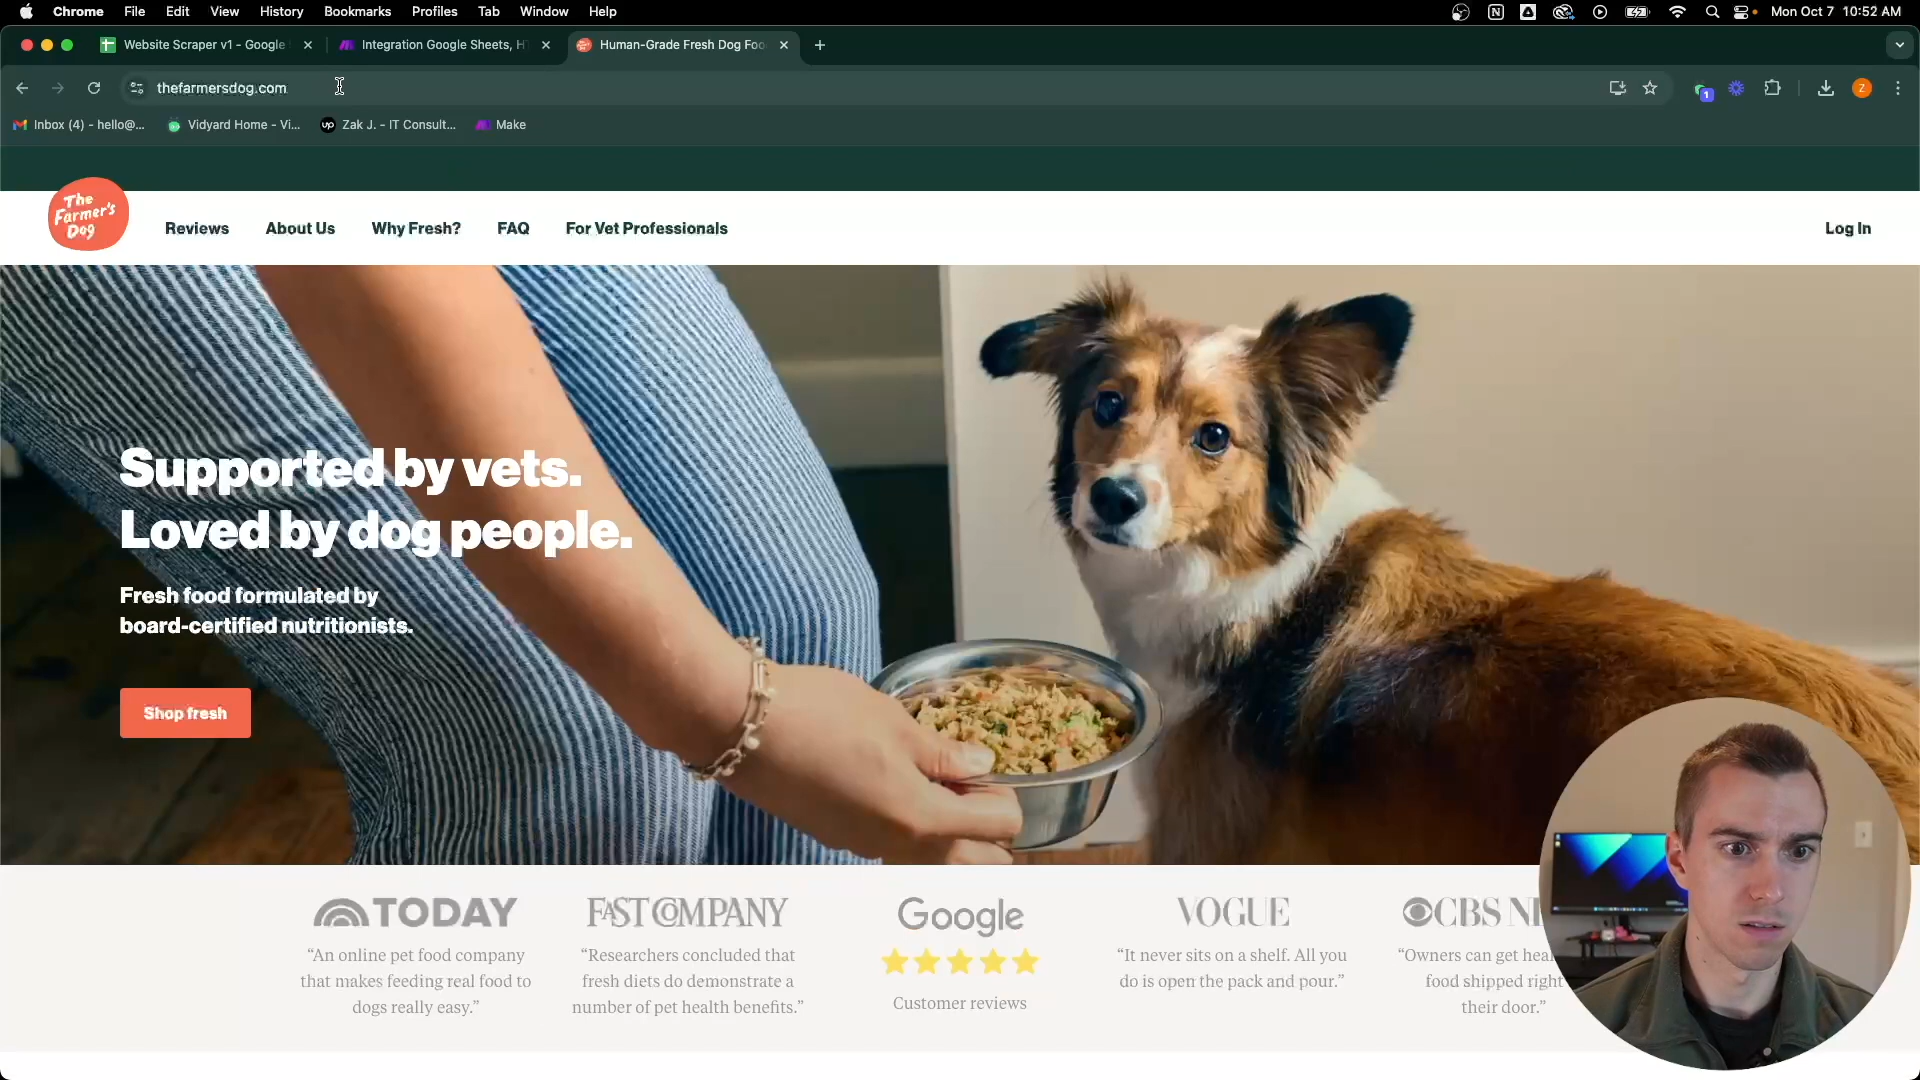 Chrome File Edit View History Bookmarks Profiles Tab Window Help Mon Oct 7 10:52 AM
Website Scraper v1 - Google Integration Google Sheets, H Human-Grade Fresh Dog Foo
thefarmersdog.com
1
Z
Inbox (4) - hello@... Vidyard Home - Vi... up Zak J. - IT Consult... Make
The
Farmer's
Dog
Reviews About Us Why Fresh? FAQ For Vet Professionals Log In
Supported by vets.
Loved by dog people.
Fresh food formulated by
board-certified nutritionists.
Shop fresh
TODAY
“An online pet food company
that makes feeding real food to
dogs really easy.”
FAST COMPANY
“Researchers concluded that
fresh diets do demonstrate a
number of pet health benefits.”
Google
Customer reviews
VOGUE
“It never sits on a shelf. All you
do is open the pack and pour.”
CBS
“Owners can get
food shipped right
their door.”